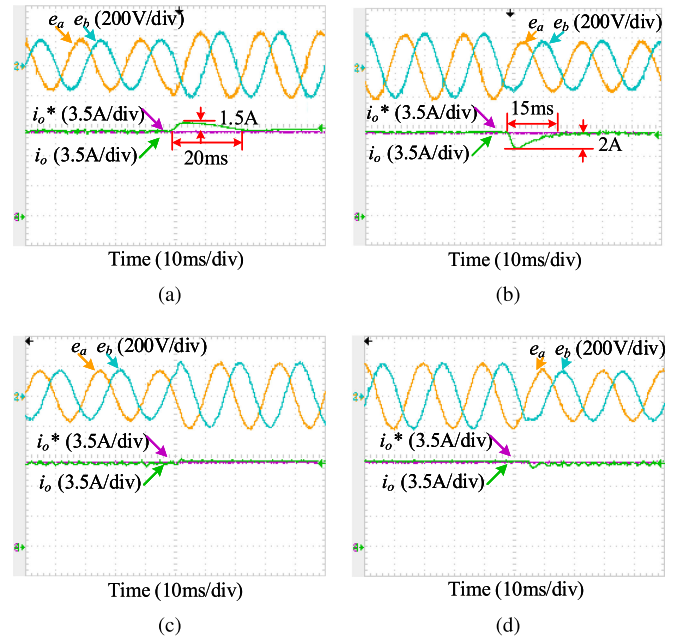 e_a e_b (200V/div)
i_o* (3.5A/div)
1.5A
i_o (3.5A/div)
20ms
Time (10ms/div)
(a)
e_a e_b (200V/div)
i_o* (3.5A/div)
15ms
i_o (3.5A/div)
2A
Time (10ms/div)
(b)
e_a e_b (200V/div)
i_o* (3.5A/div)
i_o (3.5A/div)
Time (10ms/div)
(c)
e_a e_b (200V/div)
i_o* (3.5A/div)
i_o (3.5A/div)
Time (10ms/div)
(d)